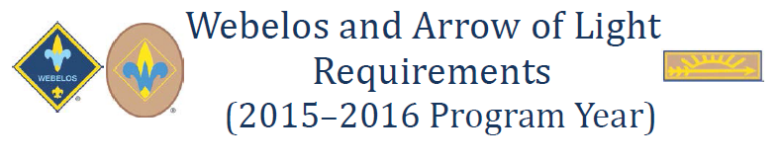 Webelos and Arrow of Light
Requirements
(2015–2016 Program Year)
WEBELOS
®
®